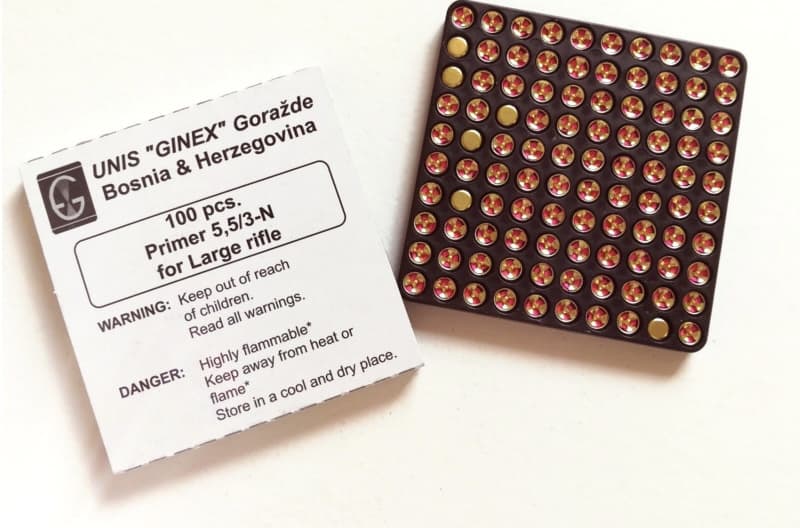 UNIS "GINEX" Goražde
Bosnia & Herzegovina
G
100 pcs.
Primer 5,5/3-N
for Large rifle
WARNING: Keep out of reach
of children.
Read all warnings.
DANGER: Highly flammable*
Keep away from heat or
flame*
Store in a cool and dry place.